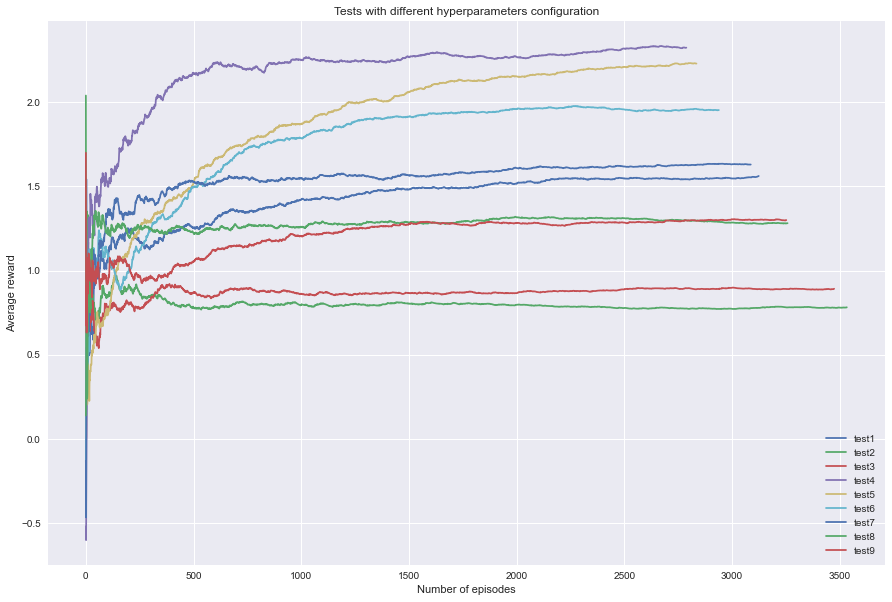 Tests with different hyperparameters configuration
Average reward
2.0
1.5
1.0
0.5
0.0
−0.5
0
500
1000
1500
2000
2500
3000
3500
Number of episodes
test1
test2
test3
test4
test5
test6
test7
test8
test9